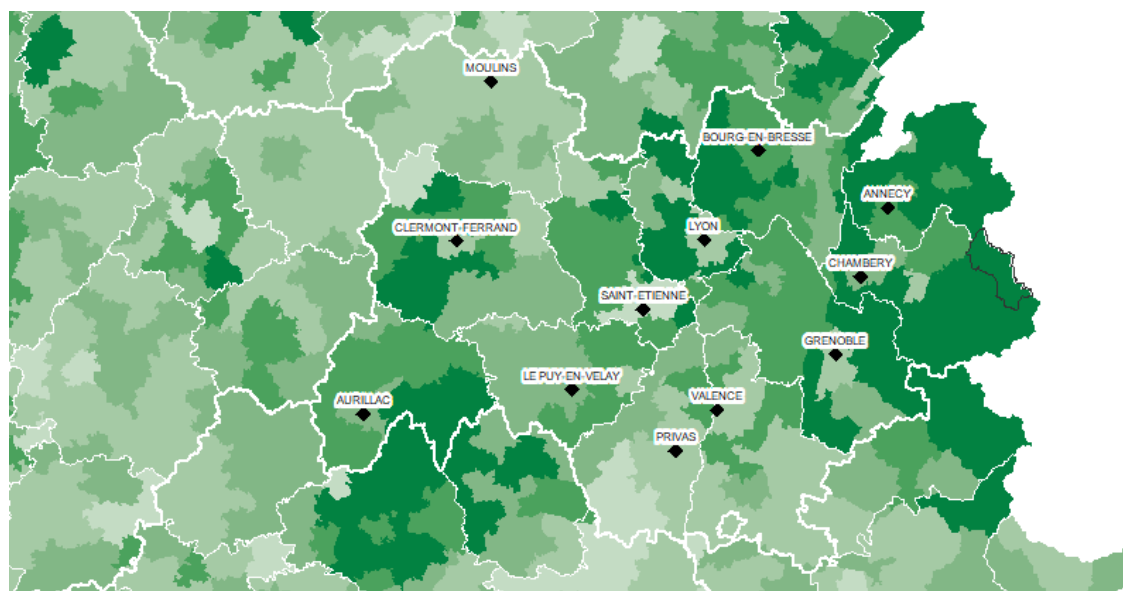 MOULINS
BOURG-EN-BRESSE
ANNECY
CLERMONT-FERRAND
LYON
CHAMBERY
SAINT-ETIENNE
GRENOBLE
LE PUY-EN-VELAY
AURILLAC
VALENCE
PRIVAS